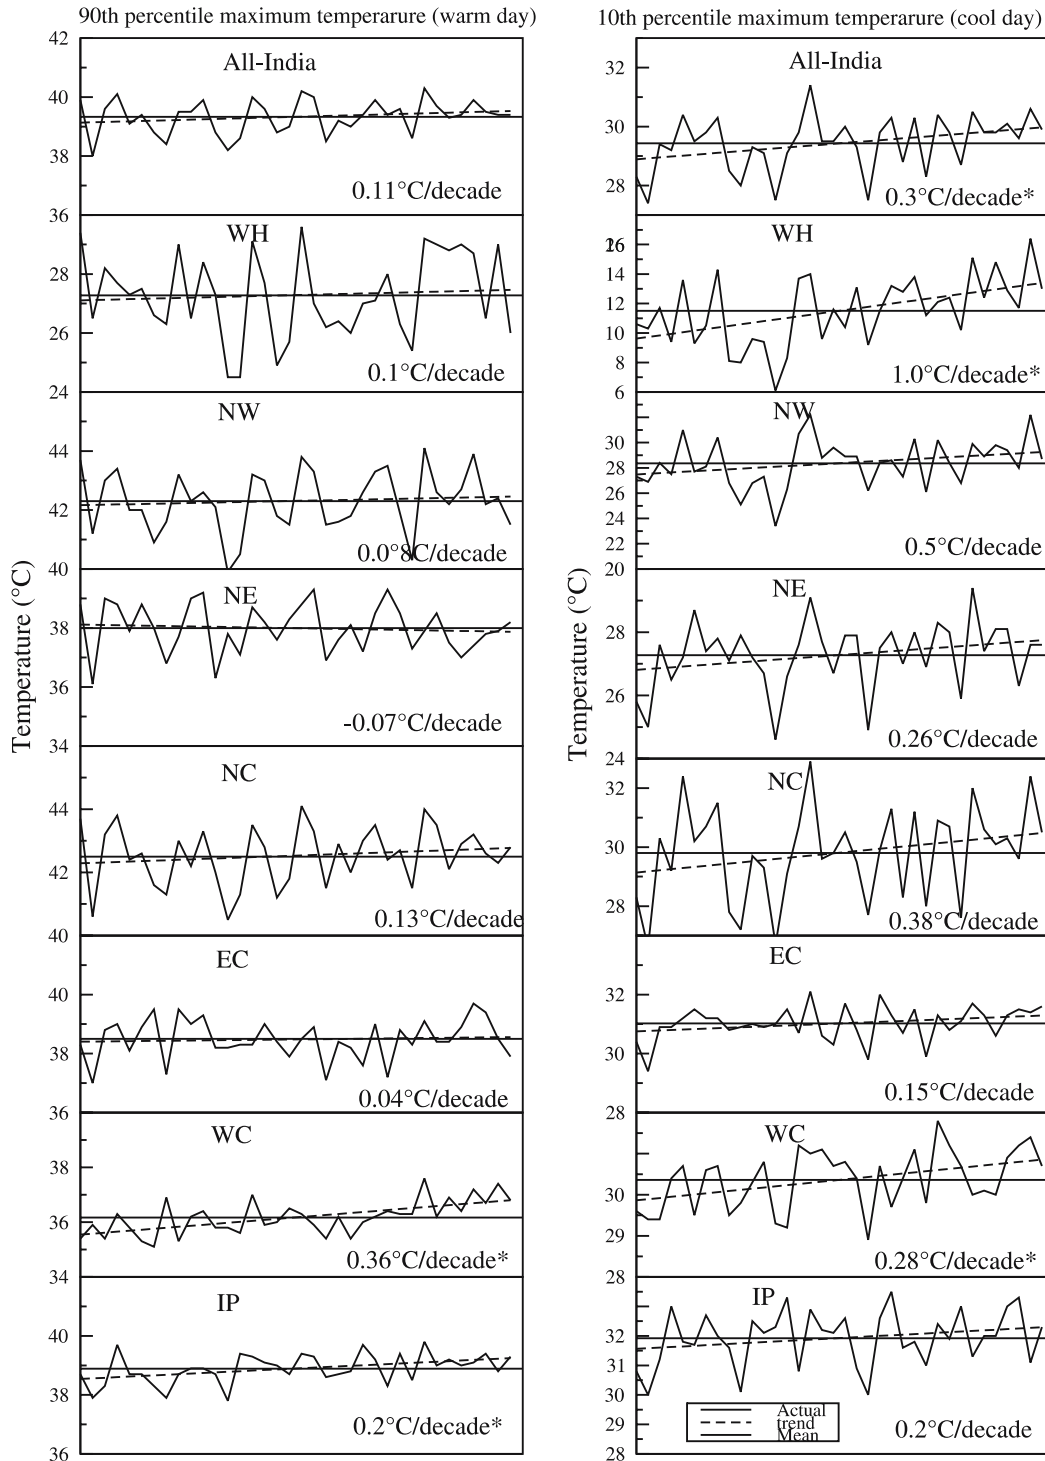 90th percentile maximum temperarure (warm day)
42
All-India
40
38
0.11°C/decade
36
WH
28
26
0.1°C/decade
24
NW
44
42
0.0°8C/decade
40
NE
38
36
-0.07°C/decade
34
NC
44
42
0.13°C/decade
40
EC
40
38
0.04°C/decade
36
WC
38
36
0.36°C/decade*
34
IP
40
38
0.2°C/decade*
36
Temperature (°C)
10th percentile maximum temperarure (cool day)
32
All-India
30
28
0.3°C/decade*
16
WH
14
12
10
8
1.0°C/decade*
6
NW
30
28
26
24
22
0.5°C/decade
20
NE
28
26
0.26°C/decade
24
NC
32
30
28
0.38°C/decade
EC
32
30
0.15°C/decade
28
WC
30
29
0.28°C/decade*
28
IP
32
31
30
29
28
0.2°C/decade
Actual
trend
Mean
Temperature (°C)